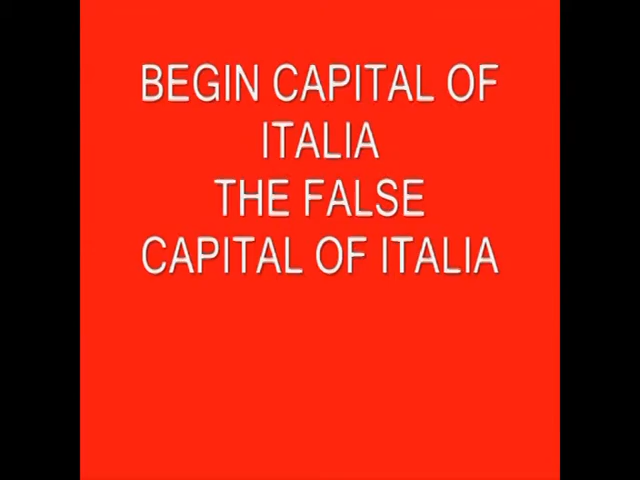 BEGIN CAPITAL OF
ITALIA
THE FALSE
CAPITAL OF ITALIA